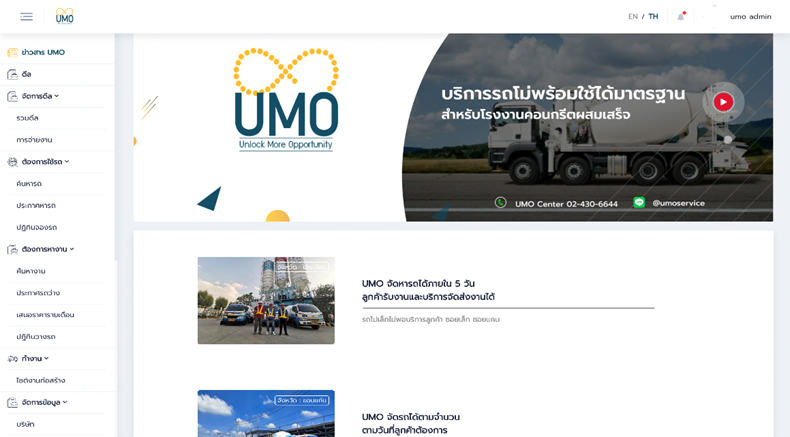 UMO
EN / TH
umo admin
ข่าวสาร UMO
ดีล
จัดการดีล
รวมดีล
การจ่ายงาน
ต้องการใช้รถ
ค้นหารถ
ประกาศหารถ
ปฏิทินจองรถ
ต้องการหางาน
ค้นหางาน
ประกาศรถว่าง
เสนอราคารายเดือน
ปฏิทินวางรถ
ทำงาน
ไซต์งานก่อสร้าง
จัดการข้อมูล
บริษัท
UMO
Unlock More Opportunity
บริการรถโม่พร้อมใช้ได้มาตรฐาน
สำหรับโรงงานคอนกรีตผสมเสร็จ
UMO Center 02-430-6644
@umoservice
จังหวัด :
UMO จัดหารถได้ภายใน 5 วัน
ลูกค้ารับงานและบริการจัดส่งงานได้
รถโม่เล็กไม่พอบริการลูกค้า ซอยเล็ก ซอยแคบ
จังหวัด : ขอนแก่น
UMO จัดรถได้ตามจำนวน
ตามวันที่ลูกค้าต้องการ